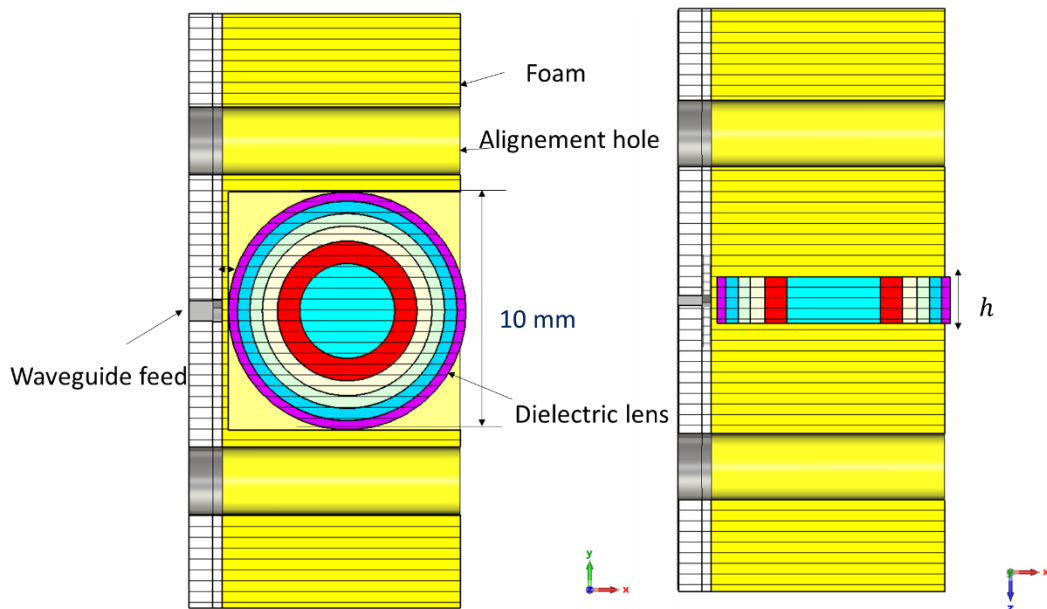 Foam
Alignement hole
10 mm
h
Waveguide feed
Dielectric lens
y
x
z
y
x
z